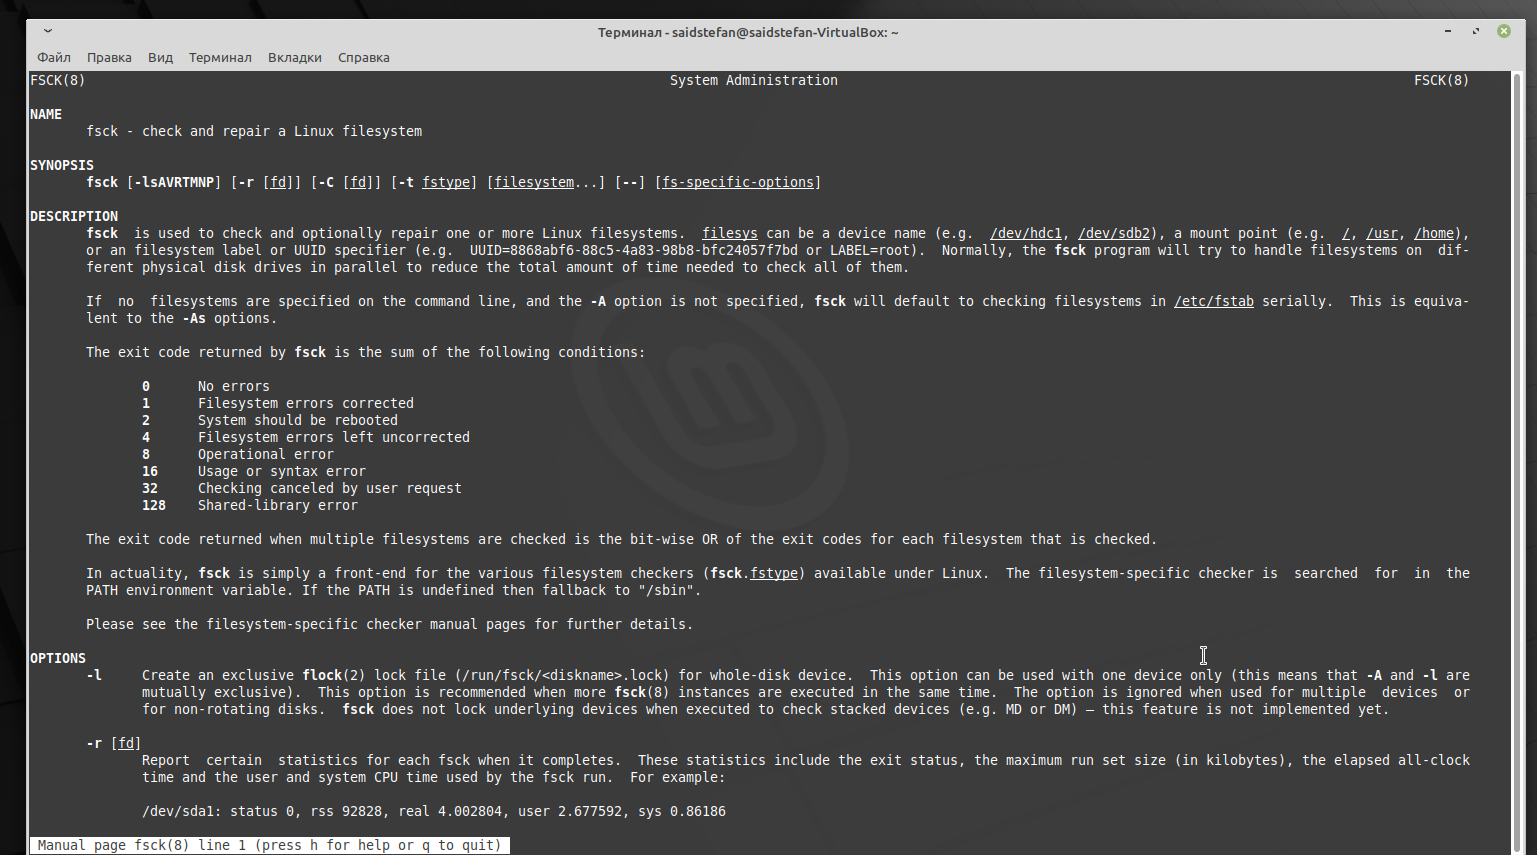 Терминал - saidstefan@saidstefan-VirtualBox: ~
Файл Правка Вид Терминал Вкладки Справка
FSCK(8) System Administration FSCK(8)
NAME
fsck - check and repair a Linux filesystem
SYNOPSIS
fsck [-lsAVRTMNP] [-r [fd]] [-C [fd]] [-t fstype] [filesystem...] [--] [fs-specific-options]
DESCRIPTION
fsck is used to check and optionally repair one or more Linux filesystems. filesys can be a device name (e.g. /dev/hdc1, /dev/sdb2), a mount point (e.g. /, /usr, /home),
or an filesystem label or UUID specifier (e.g. UUID=8868abf6-88c5-4a83-98b8-bfc24057f7bd or LABEL=root). Normally, the fsck program will try to handle filesystems on dif-
ferent physical disk drives in parallel to reduce the total amount of time needed to check all of them.
If no filesystems are specified on the command line, and the -A option is not specified, fsck will default to checking filesystems in /etc/fstab serially. This is equiva-
lent to the -As options.
The exit code returned by fsck is the sum of the following conditions:
0 No errors
1 Filesystem errors corrected
2 System should be rebooted
4 Filesystem errors left uncorrected
8 Operational error
16 Usage or syntax error
32 Checking canceled by user request
128 Shared-library error
The exit code returned when multiple filesystems are checked is the bit-wise OR of the exit codes for each filesystem that is checked.
In actuality, fsck is simply a front-end for the various filesystem checkers (fsck.fstype) available under Linux. The filesystem-specific checker is searched for in the
PATH environment variable. If the PATH is undefined then fallback to "/sbin".
Please see the filesystem-specific checker manual pages for further details.
OPTIONS
-l Create an exclusive flock(2) lock file (/run/fsck/<diskname>.lock) for whole-disk device. This option can be used with one device only (this means that -A and -l are
mutually exclusive). This option is recommended when more fsck(8) instances are executed in the same time. The option is ignored when used for multiple devices or
for non-rotating disks. fsck does not lock underlying devices when executed to check stacked devices (e.g. MD or DM) – this feature is not implemented yet.
-r [fd]
Report certain statistics for each fsck when it completes. These statistics include the exit status, the maximum run set size (in kilobytes), the elapsed all-clock
time and the user and system CPU time used by the fsck run. For example:
/dev/sda1: status 0, rss 92828, real 4.002804, user 2.677592, sys 0.86186
Manual page fsck(8) line 1 (press h for help or q to quit)